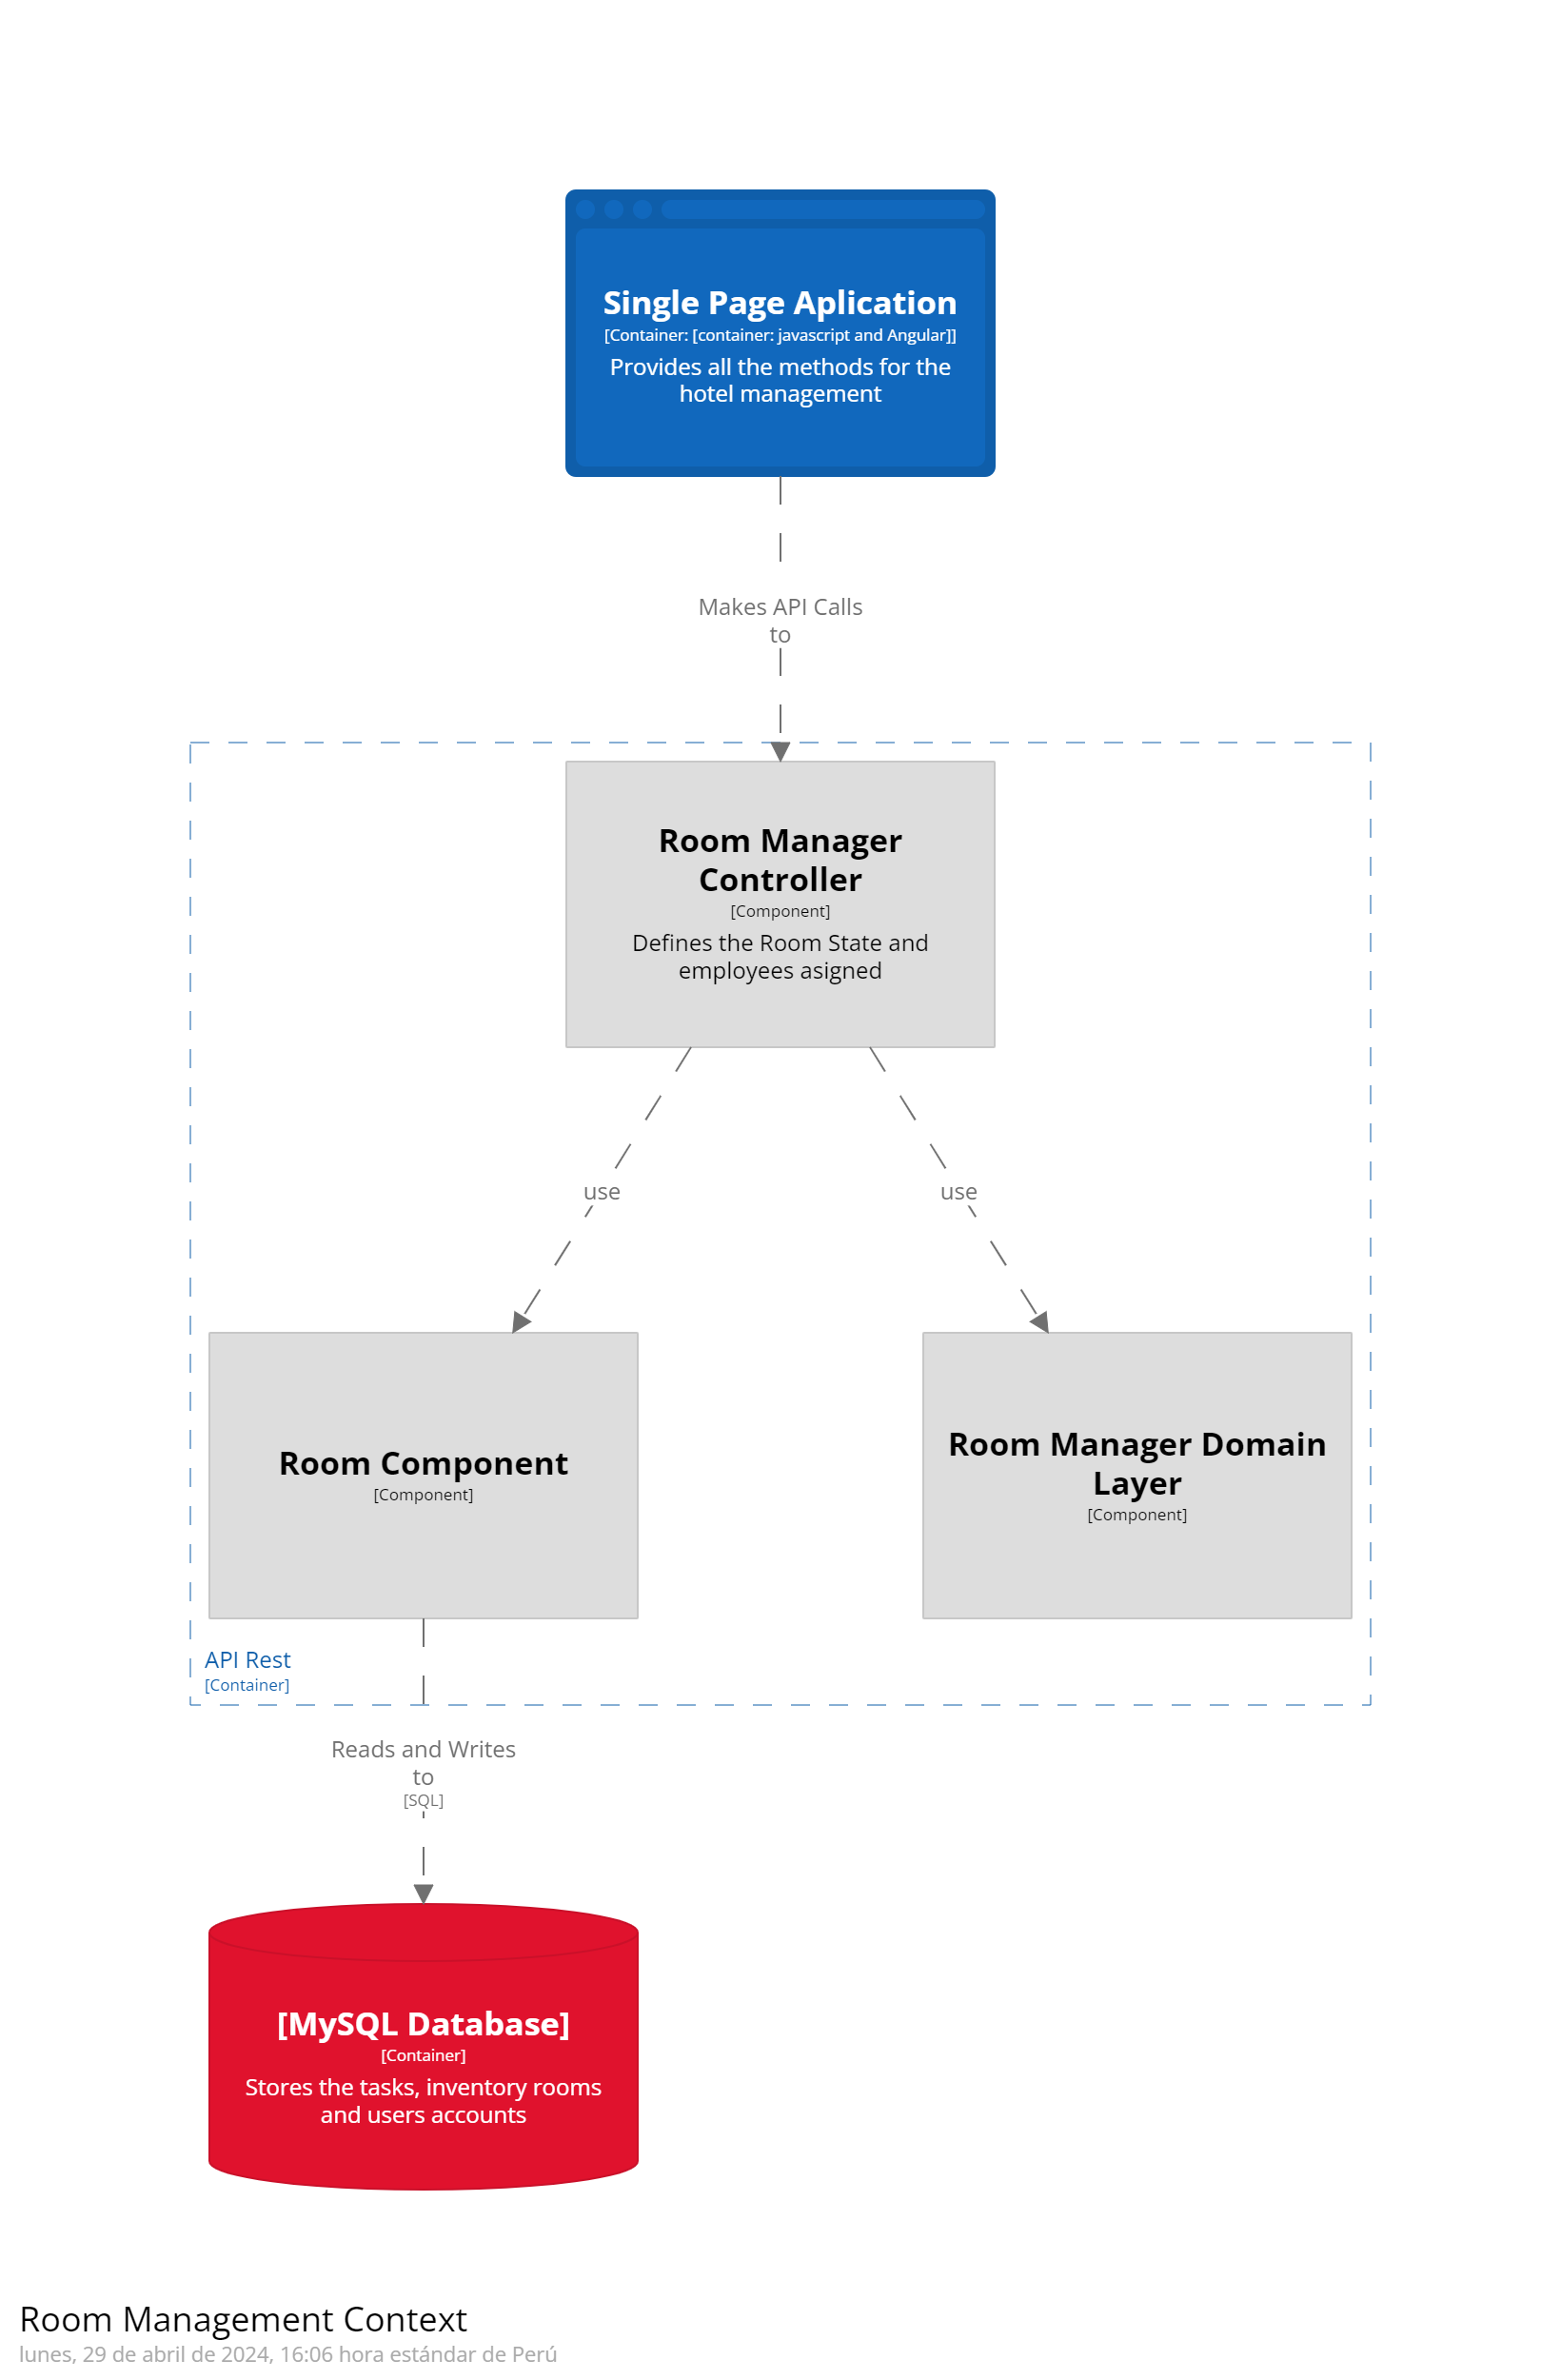 Single Page Aplication
[Container: [container: javascript and Angular]]
Provides all the methods for the
hotel management
Makes API Calls
to
Room Manager
Controller
[Component]
Defines the Room State and
employees asigned
use
use
Room Component
[Component]
Room Manager Domain
Layer
[Component]
API Rest
[Container]
Reads and Writes
to
[SQL]
[MySQL Database]
[Container]
Stores the tasks, inventory rooms
and users accounts
Room Management Context
lunes, 29 de abril de 2024, 16:06 hora estándar de Perú